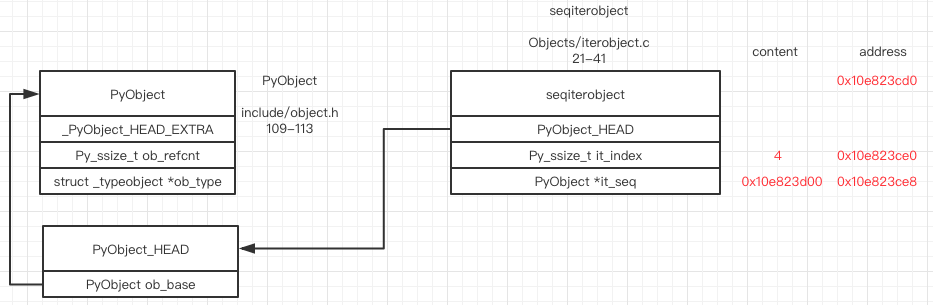 seqiterobject
Objects/iterobject.c
21-41
content
address
PyObject
PyObject
include/object.h
109-113
_PyObject_HEAD_EXTRA
Py_ssize_t ob_refcnt
struct _typeobject *ob_type
seqiterobject
0x10e823cd0
PyObject_HEAD
Py_ssize_t it_index
4
0x10e823ce0
PyObject *it_seq
0x10e823d00
0x10e823ce8
PyObject_HEAD
PyObject ob_base